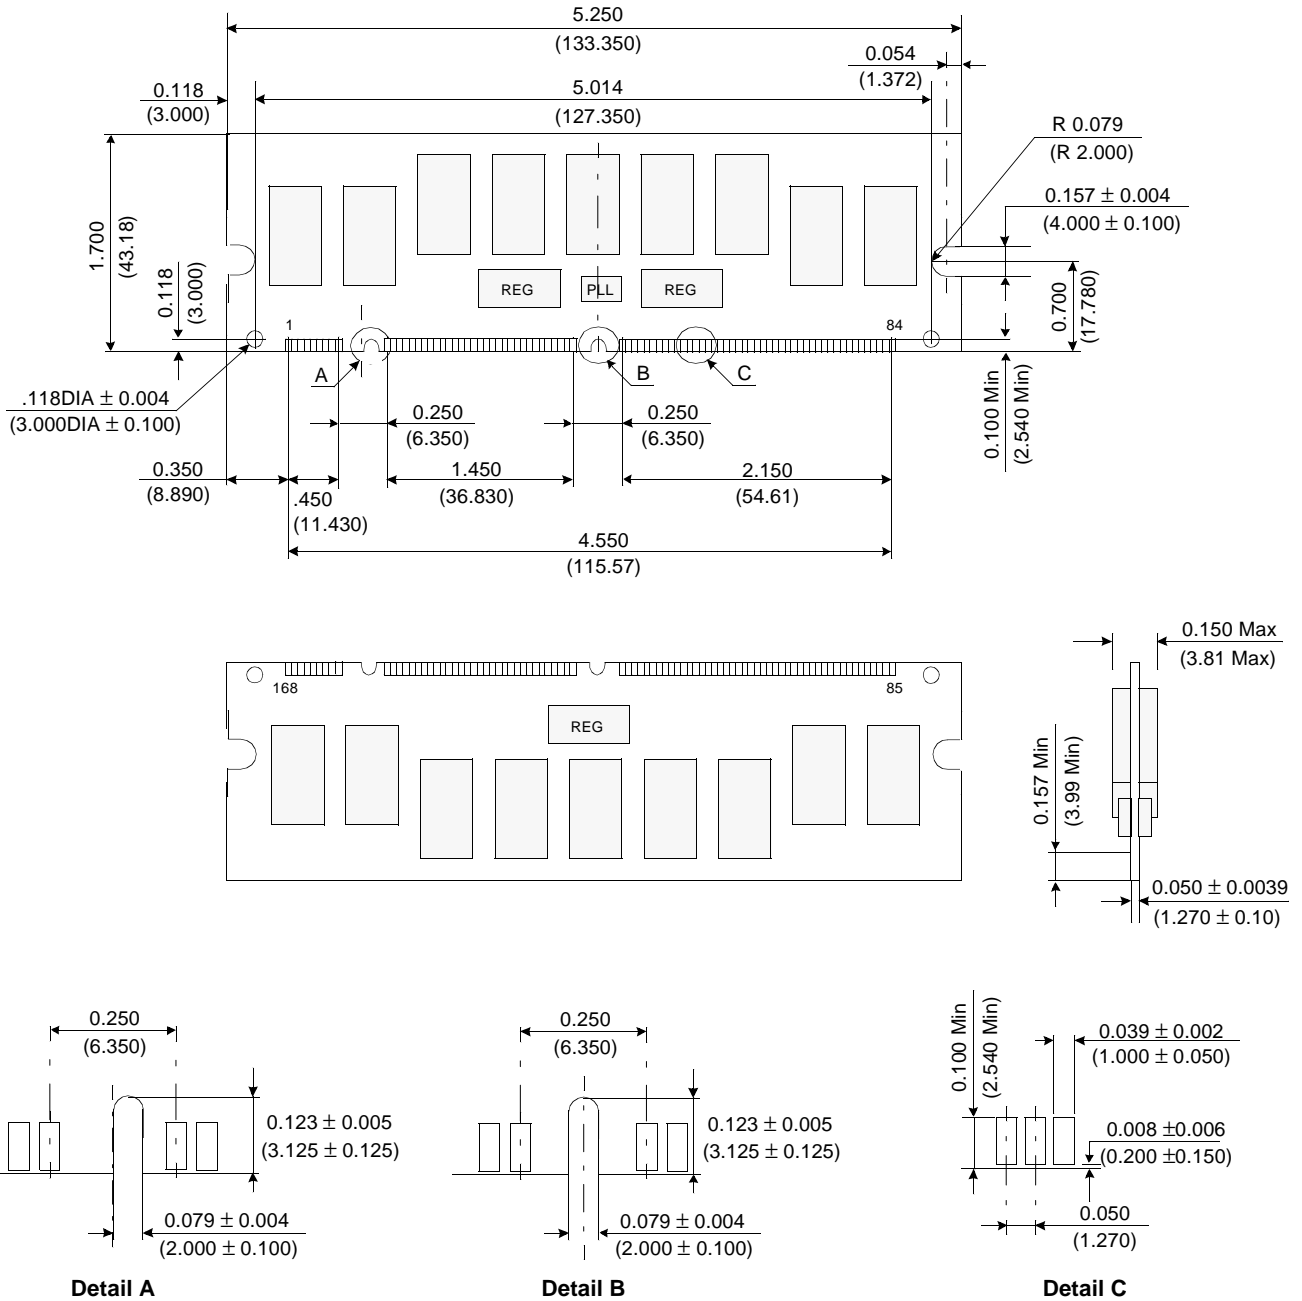 5.250
(133.350)
0.054
(1.372)
0.118
(3.000)
5.014
(127.350)
R 0.079
(R 2.000)
0.157 ± 0.004
(4.000 ± 0.100)
1.700
(43.18)
0.118
(3.000)
REG
PLL
REG
0.700
(17.780)
1
84
A
B
C
.118DIA ± 0.004
(3.000DIA ± 0.100)
0.250
(6.350)
0.250
(6.350)
0.100 Min
(2.540 Min)
0.350
(8.890)
.450
(11.430)
1.450
(36.830)
2.150
(54.61)
4.550
(115.57)
0.150 Max
(3.81 Max)
168
85
REG
0.157 Min
(3.99 Min)
0.050 ± 0.0039
(1.270 ± 0.10)
0.250
(6.350)
0.123 ± 0.005
(3.125 ± 0.125)
0.079 ± 0.004
(2.000 ± 0.100)
Detail A
0.250
(6.350)
0.123 ± 0.005
(3.125 ± 0.125)
0.079 ± 0.004
(2.000 ± 0.100)
Detail B
0.100 Min
(2.540 Min)
0.039 ± 0.002
(1.000 ± 0.050)
0.008 ±0.006
(0.200 ±0.150)
0.050
(1.270)
Detail C